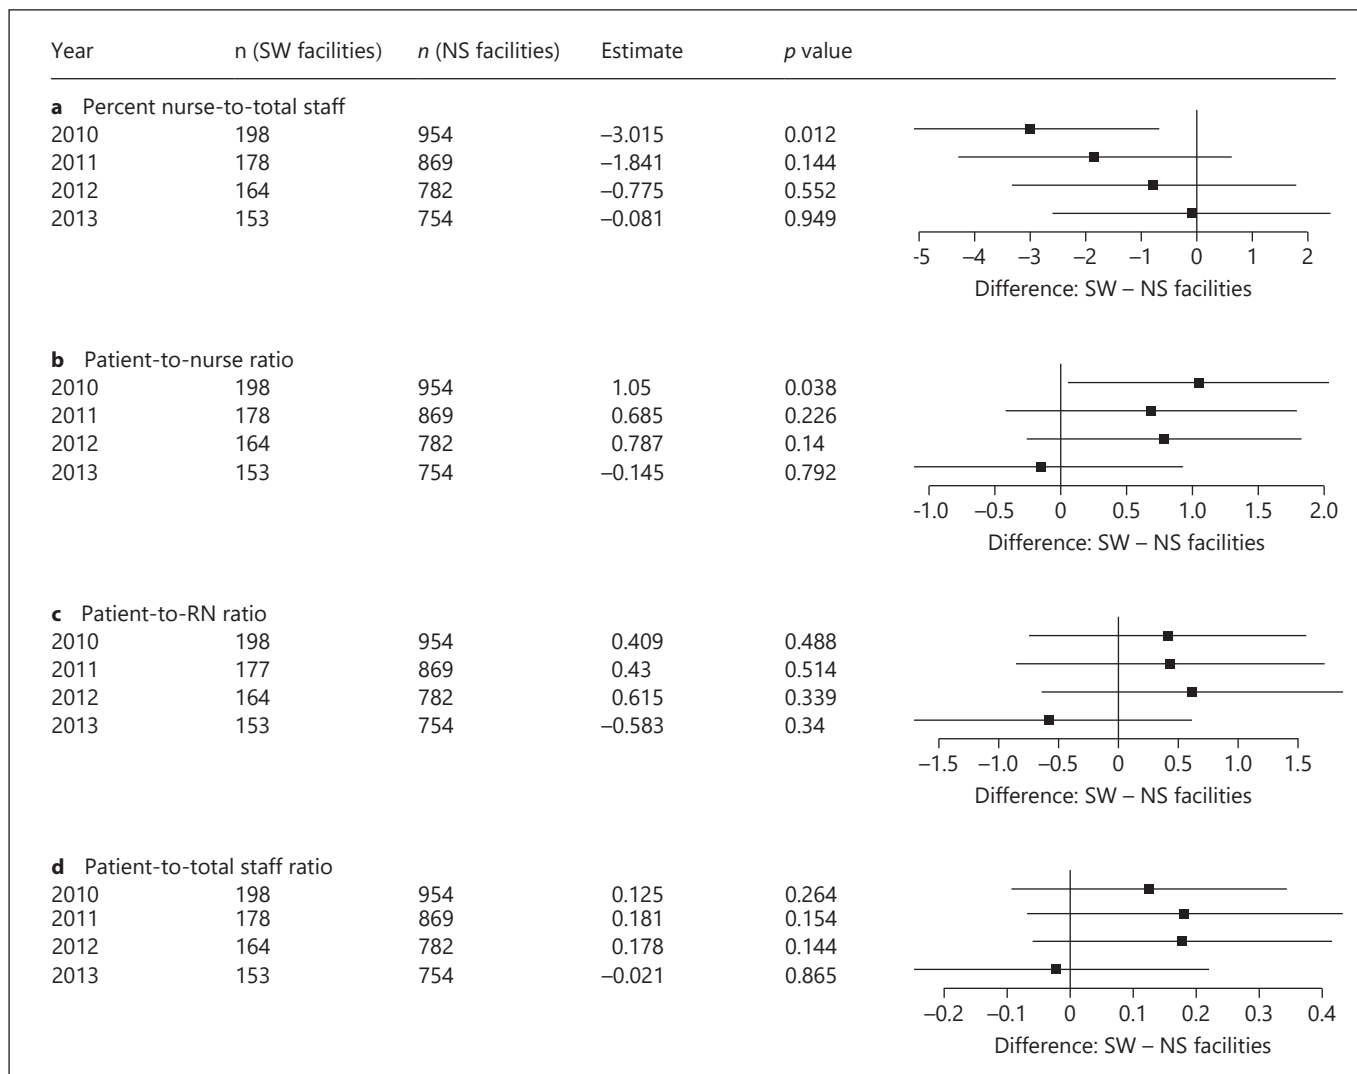 Year n (SW facilities) n (NS facilities) Estimate p value
a Percent nurse-to-total staff
2010 198 954 –3.015 0.012
2011 178 869 –1.841 0.144
2012 164 782 –0.775 0.552
2013 153 754 –0.081 0.949
-5 –4 –3 –2 –1 0 1 2
Difference: SW – NS facilities
b Patient-to-nurse ratio
2010 198 954 1.05 0.038
2011 178 869 0.685 0.226
2012 164 782 0.787 0.14
2013 153 754 –0.145 0.792
-1.0 –0.5 0 0.5 1.0 1.5 2.0
Difference: SW – NS facilities
c Patient-to-RN ratio
2010 198 954 0.409 0.488
2011 177 869 0.43 0.514
2012 164 782 0.615 0.339
2013 153 754 –0.583 0.34
–1.5 –1.0 –0.5 0 0.5 1.0 1.5
Difference: SW – NS facilities
d Patient-to-total staff ratio
2010 198 954 0.125 0.264
2011 178 869 0.181 0.154
2012 164 782 0.178 0.144
2013 153 754 –0.021 0.865
–0.2 –0.1 0 0.1 0.2 0.3 0.4
Difference: SW – NS facilities